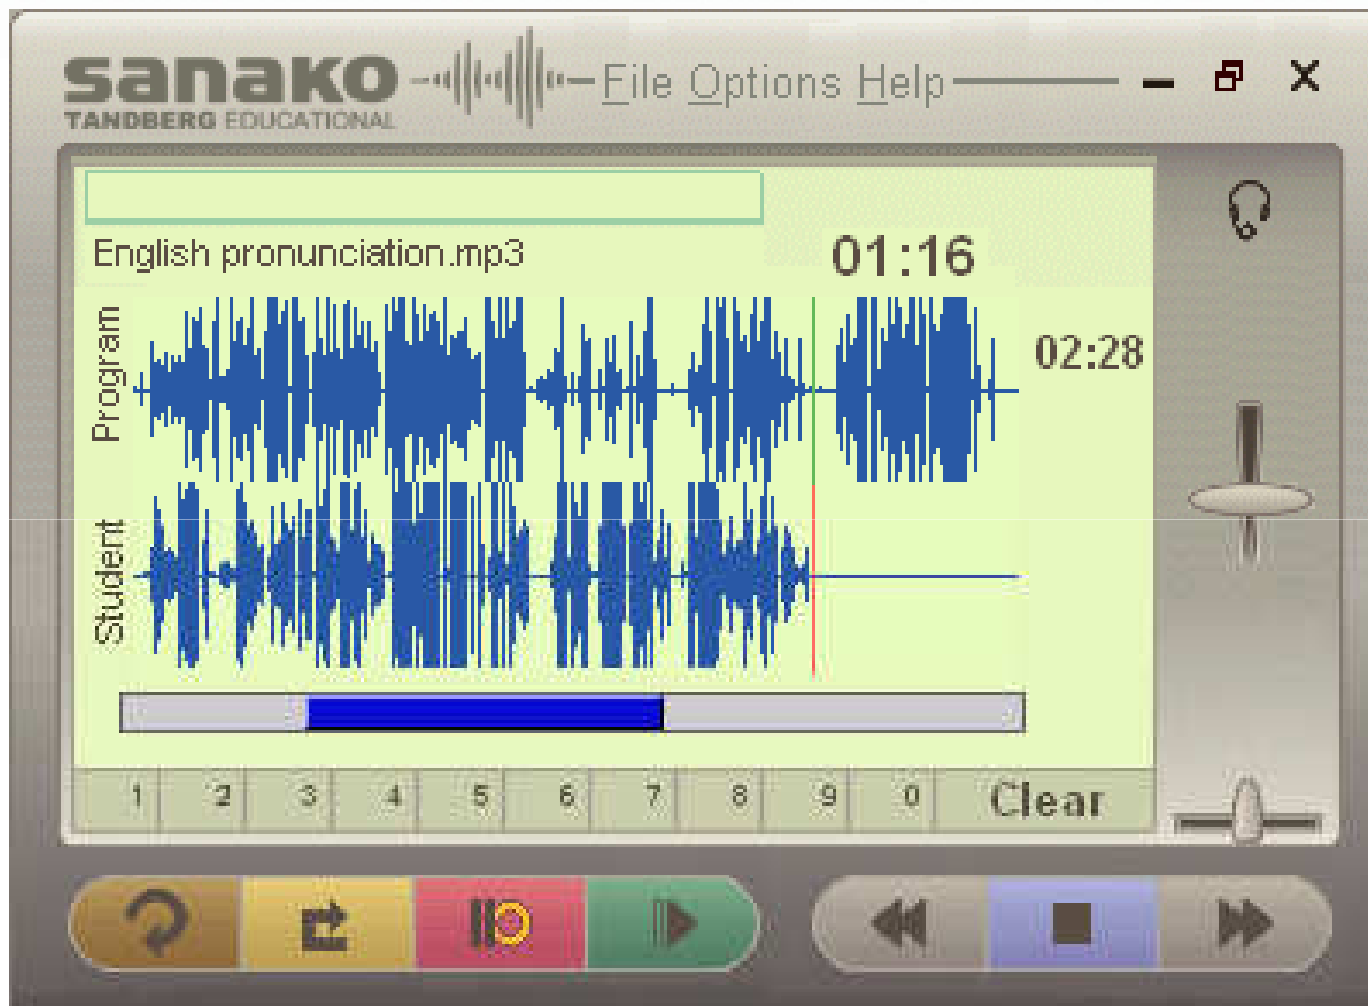 sanako File Options Help
TANDBERG EDUCATIONAL
English pronunciation.mp3 01:16
Program
02:28
Student
1 2 3 4 5 6 7 8 9 0 Clear